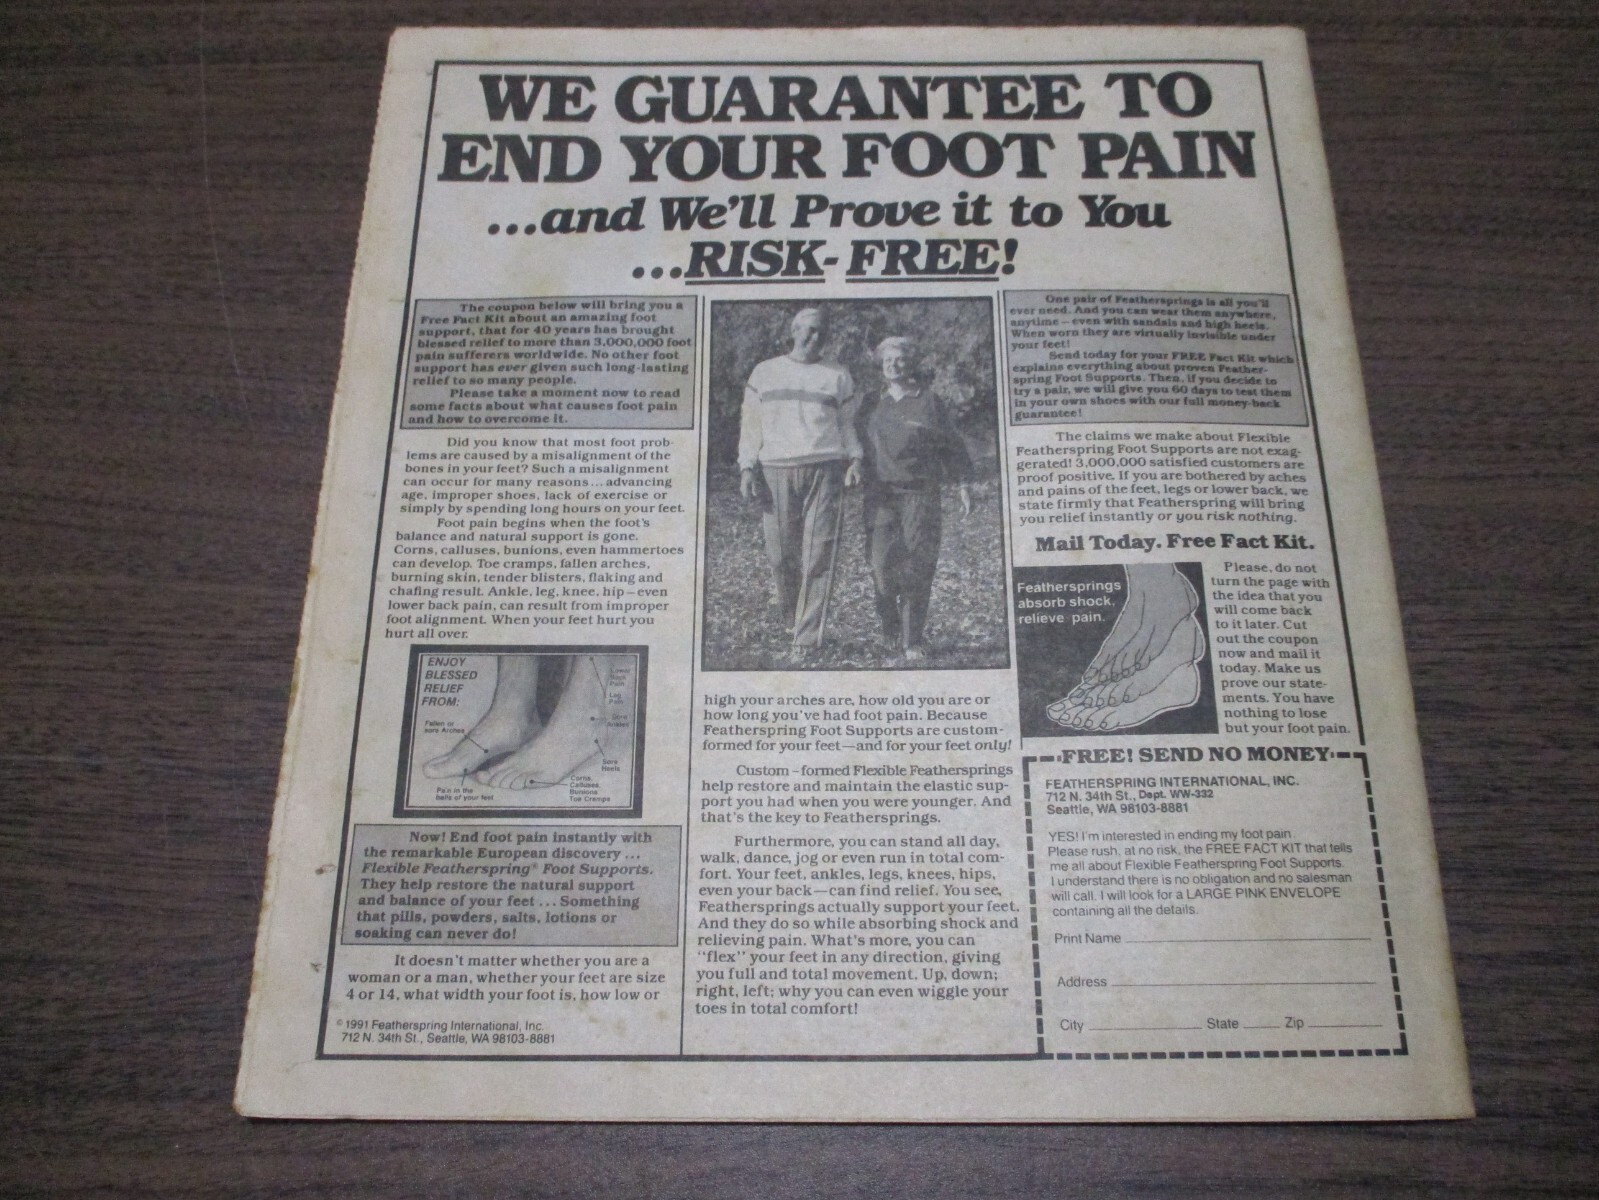 WE GUARANTEE TO
END YOUR FOOT PAIN
...and We'll Prove it to You
...RISK-FREE!
The coupon below will bring you a
Free Fact Kit about an amazing foot
support, that for 40 years has brought
blessed relief to more than 3,000,000 foot
pain sufferers worldwide. No other foot
support has ever given such long-lasting
relief to so many people.
Please take a moment now to read
some facts about what causes foot pain
and how to overcome it.
Did you know that most foot prob-
lems are caused by a misalignment of the
bones in your feet? Such a misalignment
can occur for many reasons...advancing
age, improper shoes, lack of exercise or
simply by spending long hours on your feet.
Foot pain begins when the foot's
balance and natural support is gone.
Corns, calluses, bunions, even hammertoes
can develop. Toe cramps, fallen arches,
burning skin, tender blisters, flaking and
chafing result. Ankle, leg, knee, hip—even
lower back pain, can result from improper
foot alignment. When your feet hurt you
hurt all over.
ENJOY
BLESSED
RELIEF
FROM:
Fallen or
sore Arches
Pain in the
balls of your feet
Lower
Back
Pain
Leg
Pain
Sore
Ankles
Sore
Heels
Corns,
Calluses,
Bunions
Toe Cramps
Now! End foot pain instantly with
the remarkable European discovery ...
Flexible Featherspring® Foot Supports.
They help restore the natural support
and balance of your feet ... Something
that pills, powders, salts, lotions or
soaking can never do!
It doesn't matter whether you are a
woman or a man, whether your feet are size
4 or 14, what width your foot is, how low or
© 1991 Featherspring International, Inc.
712 N. 34th St., Seattle, WA 98103-8881
high your arches are, how old you are or
how long you've had foot pain. Because
Featherspring Foot Supports are custom-
formed for your feet—and for your feet only!
Custom-formed Flexible Feathersprings
help restore and maintain the elastic sup-
port you had when you were younger. And
that's the key to Feathersprings.
Furthermore, you can stand all day,
walk, dance, jog or even run in total com-
fort. Your feet, ankles, legs, knees, hips,
even your back—can find relief. You see,
Feathersprings actually support your feet.
And they do so while absorbing shock and
relieving pain. What's more, you can
"flex" your feet in any direction, giving
you full and total movement. Up, down;
right, left; why you can even wiggle your
toes in total comfort!
One pair of Feathersprings is all you'll
ever need. And you can wear them anywhere,
anytime—even with sandals and high heels.
When worn they are virtually invisible under
your feet!
Send today for your FREE Fact Kit which
explains everything about proven Feather-
spring Foot Supports. Then, if you decide to
try a pair, we will give you 60 days to test them
in your own shoes with our full money-back
guarantee!
The claims we make about Flexible
Featherspring Foot Supports are not exag-
gerated! 3,000,000 satisfied customers are
proof positive. If you are bothered by aches
and pains of the feet, legs or lower back, we
state firmly that Featherspring will bring
you relief instantly or you risk nothing.
Mail Today. Free Fact Kit.
Feathersprings
absorb shock,
relieve pain.
Please, do not
turn the page with
the idea that you
will come back
to it later. Cut
out the coupon
now and mail it
today. Make us
prove our state-
ments. You have
nothing to lose
but your foot pain.
FREE! SEND NO MONEY
FEATHERSPRING INTERNATIONAL, INC.
712 N. 34th St., Dept. WW-332
Seattle, WA 98103-8881
YES! I'm interested in ending my foot pain.
Please rush, at no risk, the FREE FACT KIT that tells
me all about Flexible Featherspring Foot Supports.
I understand there is no obligation and no salesman
will call. I will look for a LARGE PINK ENVELOPE
containing all the details.
Print Name
Address
City State Zip